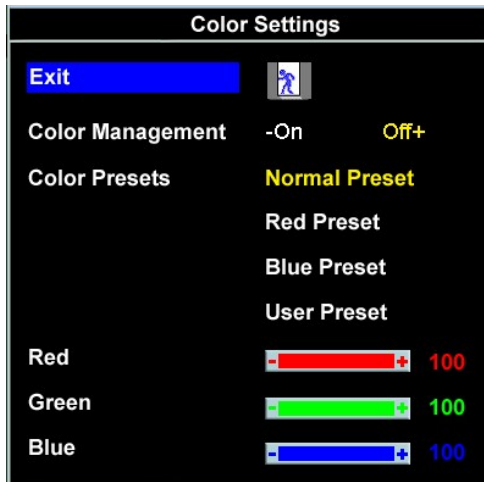 Color Settings
Exit
Color Management -On Off+
Color Presets Normal Preset
Red Preset
Blue Preset
User Preset
Red - + 100
Green - + 100
Blue - + 100